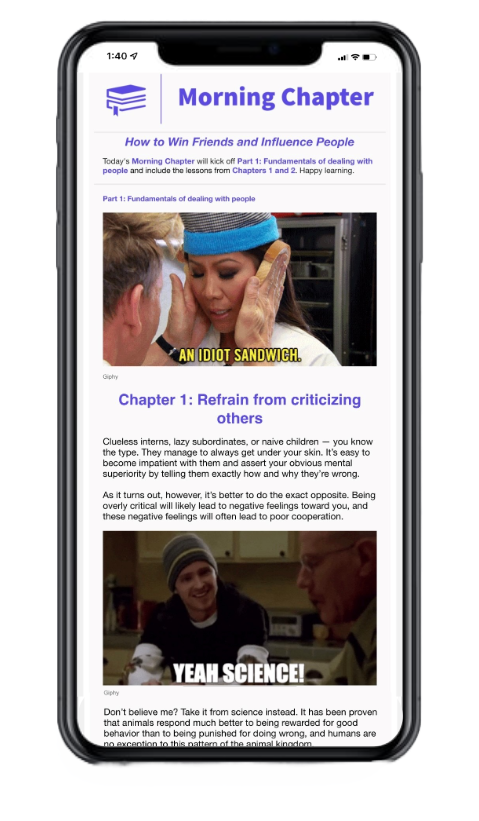 1:40
Morning Chapter
How to Win Friends and Influence People
Today's Morning Chapter will kick off Part 1: Fundamentals of dealing with
people and include the lessons from Chapters 1 and 2. Happy learning.
Part 1: Fundamentals of dealing with people
AN IDIOT SANDWICH.
Giphy
Chapter 1: Refrain from criticizing
others
Clueless interns, lazy subordinates, or naive children — you know
the type. They manage to always get under your skin. It's easy to
become impatient with them and assert your obvious mental
superiority by telling them exactly how and why they're wrong.
As it turns out, however, it's better to do the exact opposite. Being
overly critical will likely lead to negative feelings toward you, and
these negative feelings will often lead to poor cooperation.
YEAH SCIENCE!
Giphy
Don't believe me? Take it from science instead. It has been proven
that animals respond much better to being rewarded for good
behavior than to being punished for doing wrong, and humans are
no exception to this pattern of the animal kingdom.